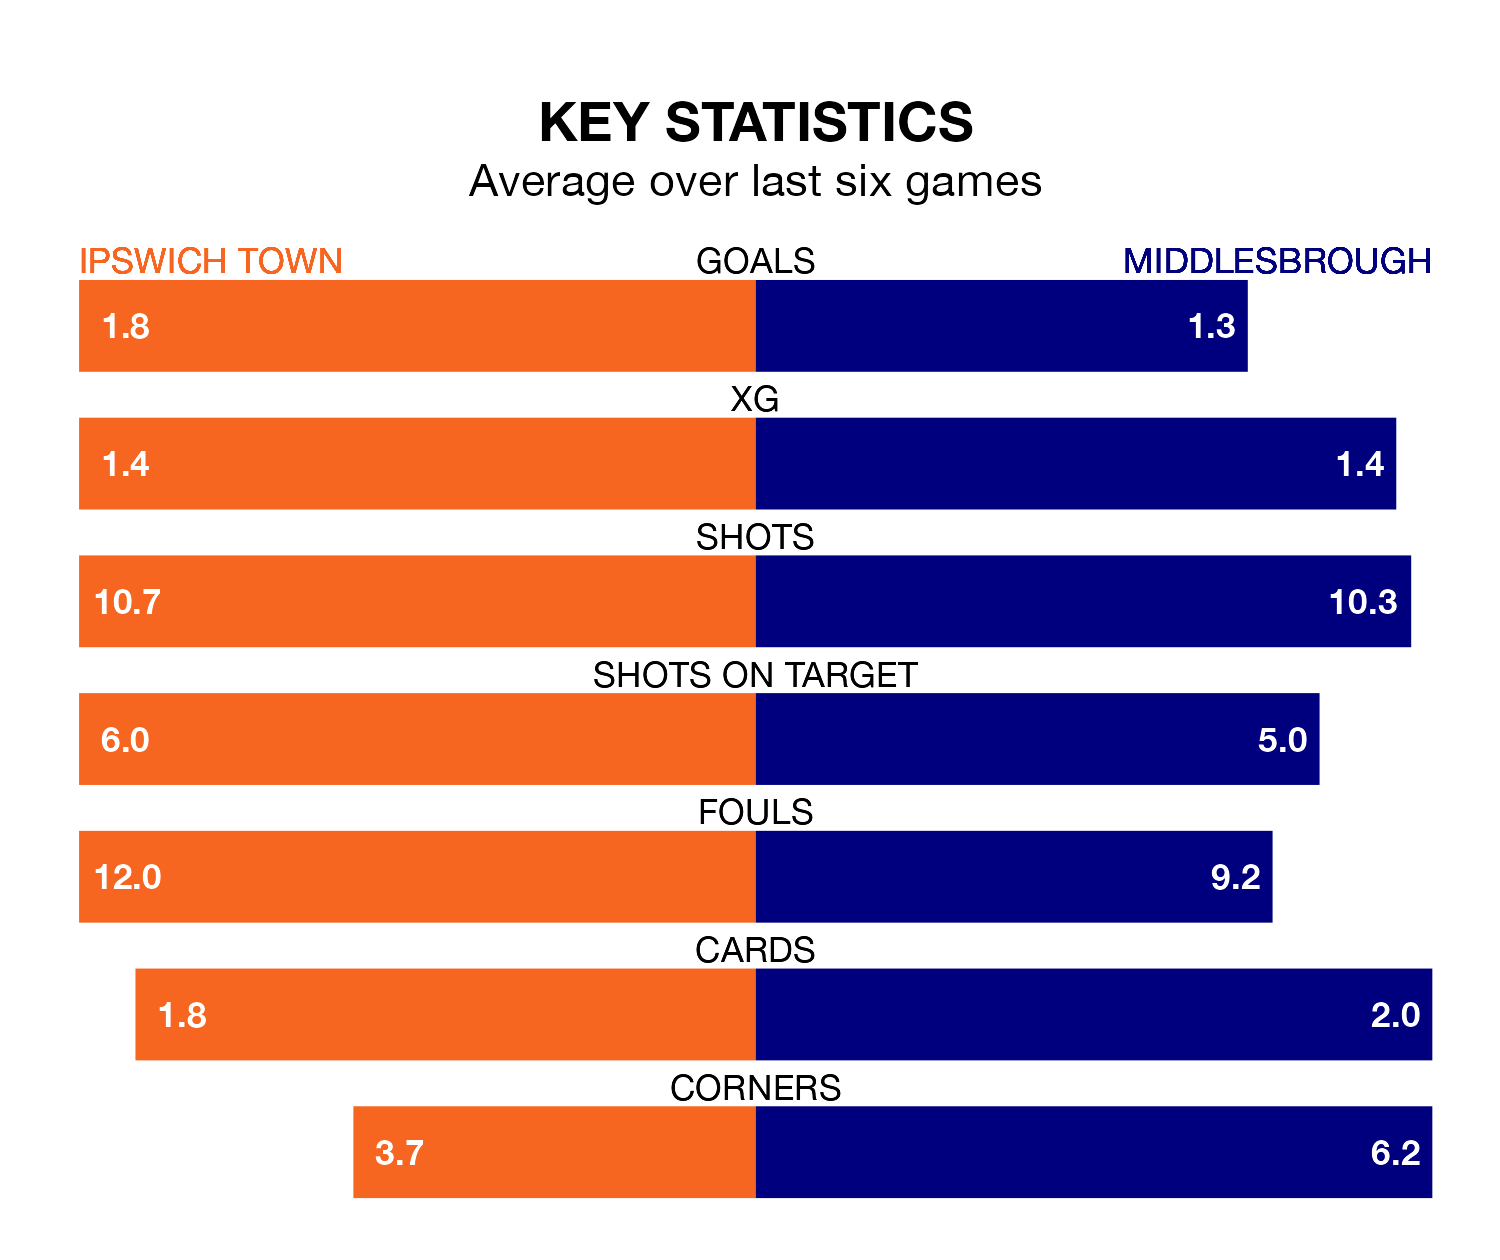 KEY STATISTICS
Average over last six games
IPSWICH TOWN GOALS MIDDLESBROUGH
1.8 1.3
XG
1.4 1.4
SHOTS
10.7 10.3
SHOTS ON TARGET
6.0 5.0
FOULS
12.0 9.2
CARDS
1.8 2.0
CORNERS
3.7 6.2